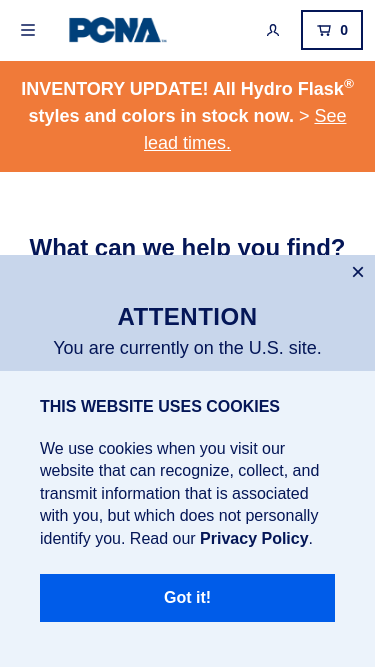 PCNA
0
INVENTORY UPDATE! All Hydro Flask®
styles and colors in stock now. > See
lead times.
What can we help you find?
×
ATTENTION
You are currently on the U.S. site.
THIS WEBSITE USES COOKIES
We use cookies when you visit our
website that can recognize, collect, and
transmit information that is associated
with you, but which does not personally
identify you. Read our Privacy Policy.
Got it!